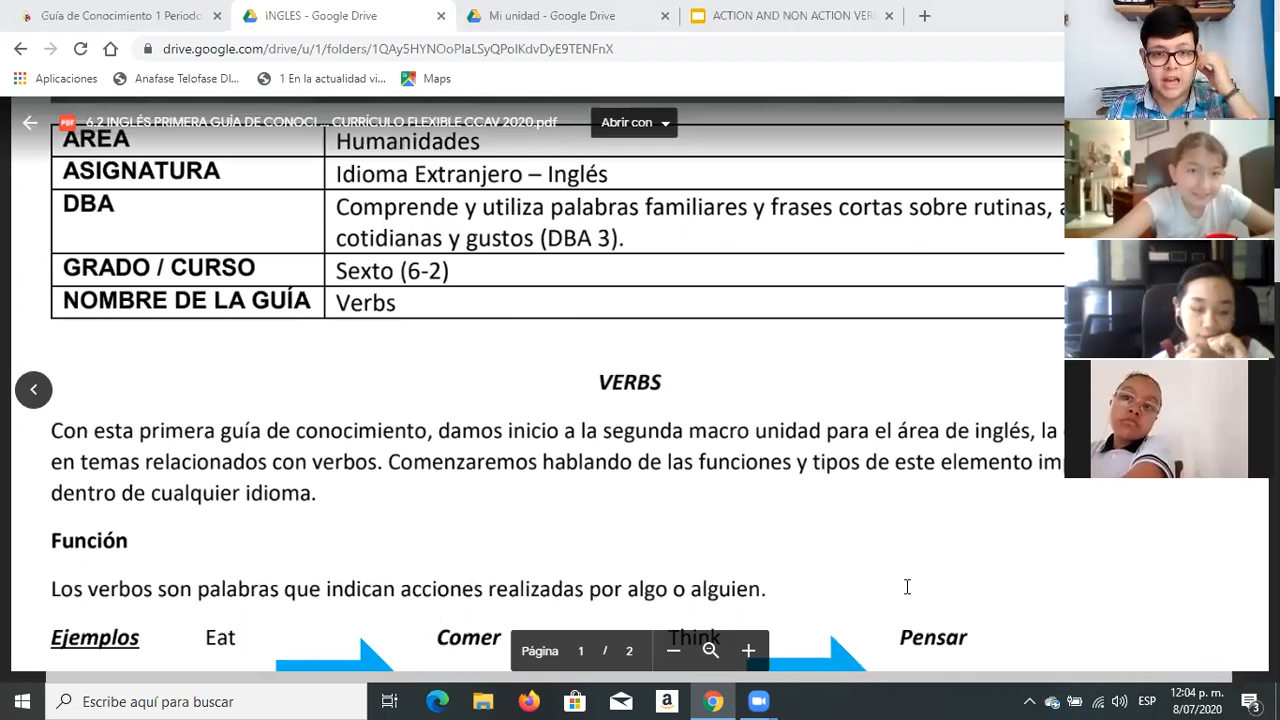 Guía de Conocimiento 1 Periodo
INGLES - Google Drive
Mi unidad - Google Drive
ACTION AND NON ACTION VER
drive.google.com/drive/u/1/folders/1QAy5HYNOoPlaLSyQPolKdvDyE9TENFnX
Aplicaciones
Anafase Telofase DI...
1 En la actualidad vi...
Maps
PDF
6.2 INGLÉS PRIMERA GUÍA DE CONOCI... CURRÍCULO FLEXIBLE CCAV 2020.pdf
Abrir con
ÁREA Humanidades
ASIGNATURA Idioma Extranjero – Inglés
DBA Comprende y utiliza palabras familiares y frases cortas sobre rutinas,
cotidianas y gustos (DBA 3).
GRADO / CURSO Sexto (6-2)
NOMBRE DE LA GUÍA Verbs
VERBS
Con esta primera guía de conocimiento, damos inicio a la segunda macro unidad para el área de inglés, la
en temas relacionados con verbos. Comenzaremos hablando de las funciones y tipos de este elemento
dentro de cualquier idioma.
Función
Los verbos son palabras que indican acciones realizadas por algo o alguien.
Ejemplos Eat Comer Think Pensar
Página 1 / 2
Escribe aquí para buscar
ESP
12:04 p. m.
8/07/2020
3